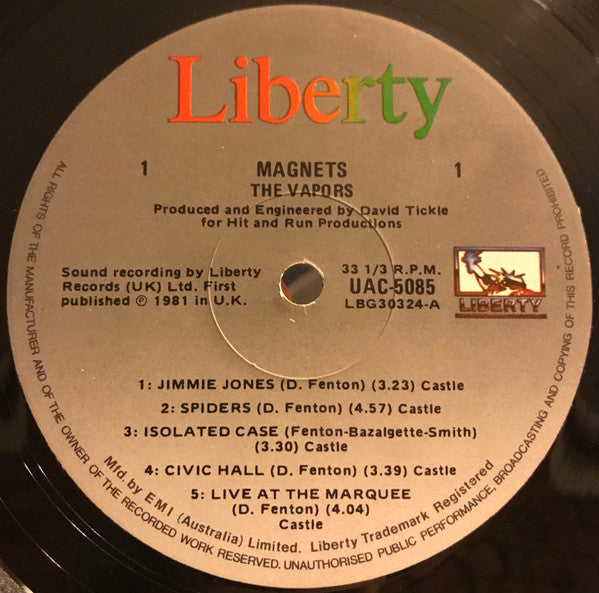 Liberty
1 MAGNETS 1
THE VAPORS
Produced and Engineered by David Tickle
for Hit and Run Productions
Sound recording by Liberty
Records (UK) Ltd. First
published ℗ 1981 in U.K.
33 1/3 R.P.M.
UAC-5085
LBG30324-A
LIBERTY
1: JIMMIE JONES (D. Fenton) (3.23) Castle
2: SPIDERS (D. Fenton) (4.57) Castle
3: ISOLATED CASE (Fenton-Bazalgette-Smith)
(3.30) Castle
4: CIVIC HALL (D. Fenton) (3.39) Castle
5: LIVE AT THE MARQUEE
(D. Fenton) (4.04)
Castle
Mfd. by EMI (Australia) Limited. Liberty Trademark Registered
ALL RIGHTS OF THE MANUFACTURER AND OF THE OWNER OF THE RECORDED WORK RESERVED. UNAUTHORISED PUBLIC PERFORMANCE, BROADCASTING AND COPYING OF THIS RECORD PROHIBITED